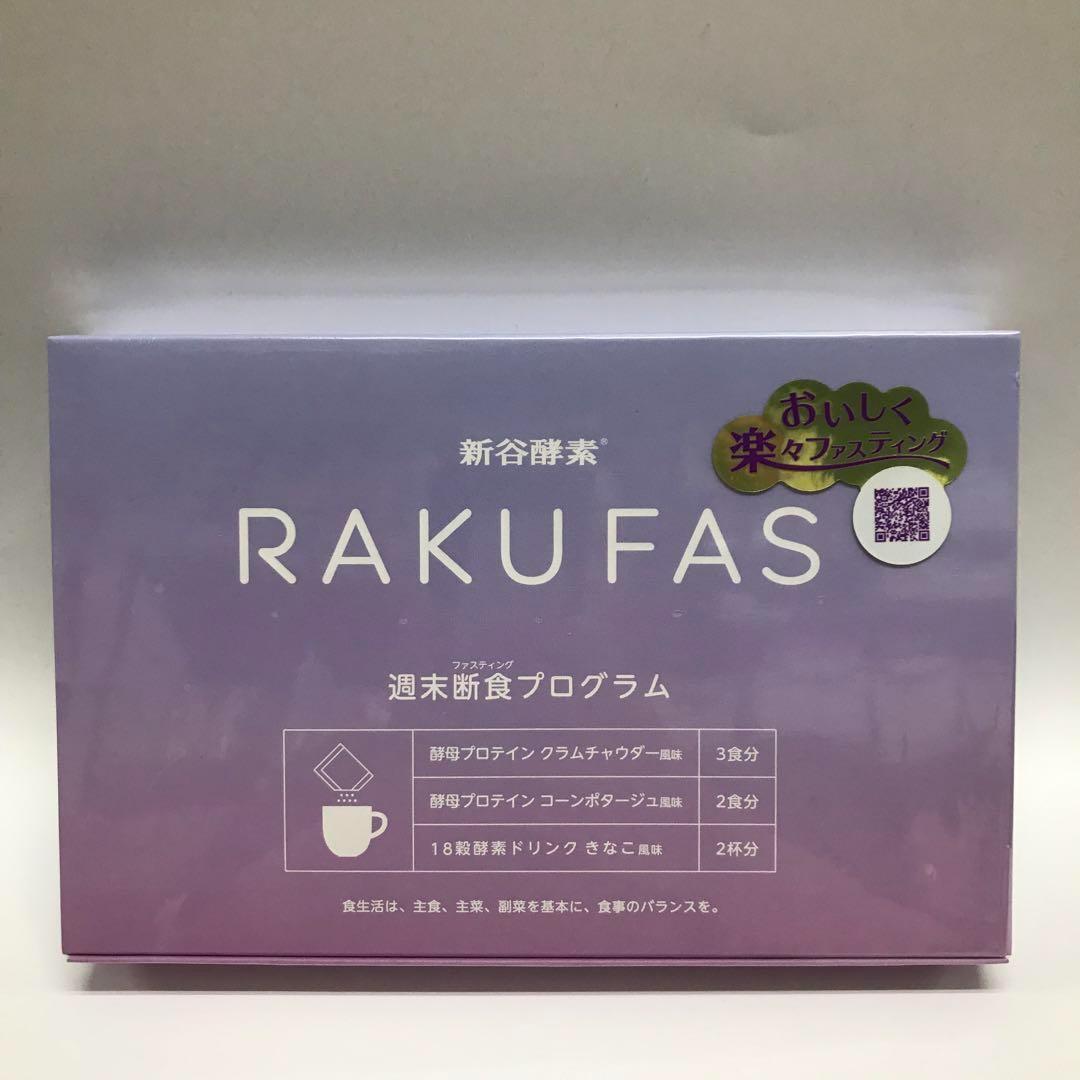 おいしく
楽々ファスティング
新谷酵素®
RAKUFAS
ファスティング
週末断食プログラム
酵母プロテイン クラムチャウダー風味 3食分
酵母プロテイン コーンポタージュ風味 2食分
18穀酵素ドリンク きなこ風味 2杯分
食生活は、主食、主菜、副菜を基本に、食事のバランスを。